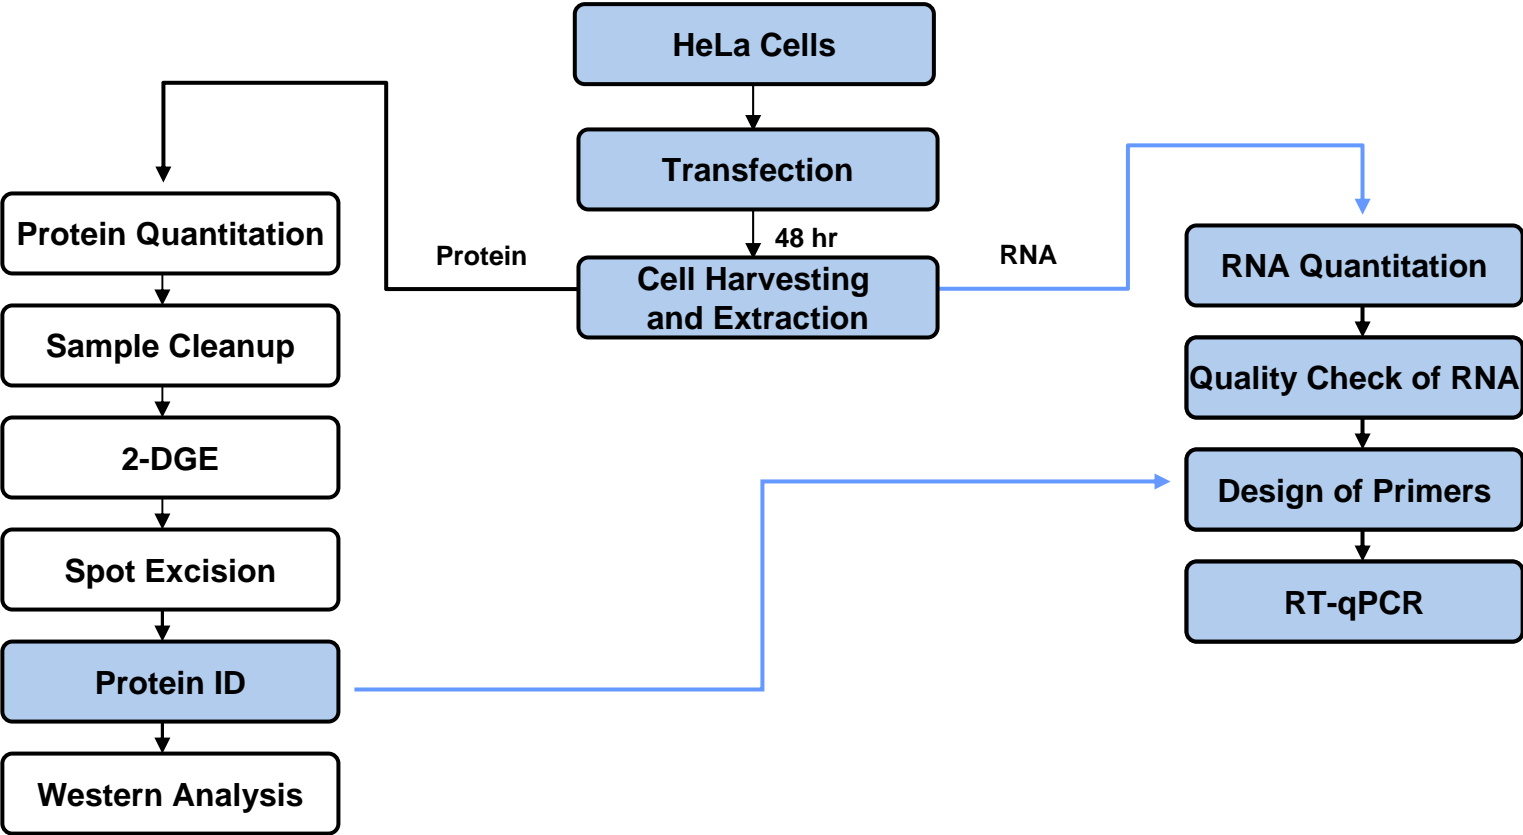 HeLa Cells
Transfection
48 hr
Cell Harvesting
and Extraction
Protein
RNA
Protein Quantitation
Sample Cleanup
2-DGE
Spot Excision
Protein ID
Western Analysis
RNA Quantitation
Quality Check of RNA
Design of Primers
RT-qPCR